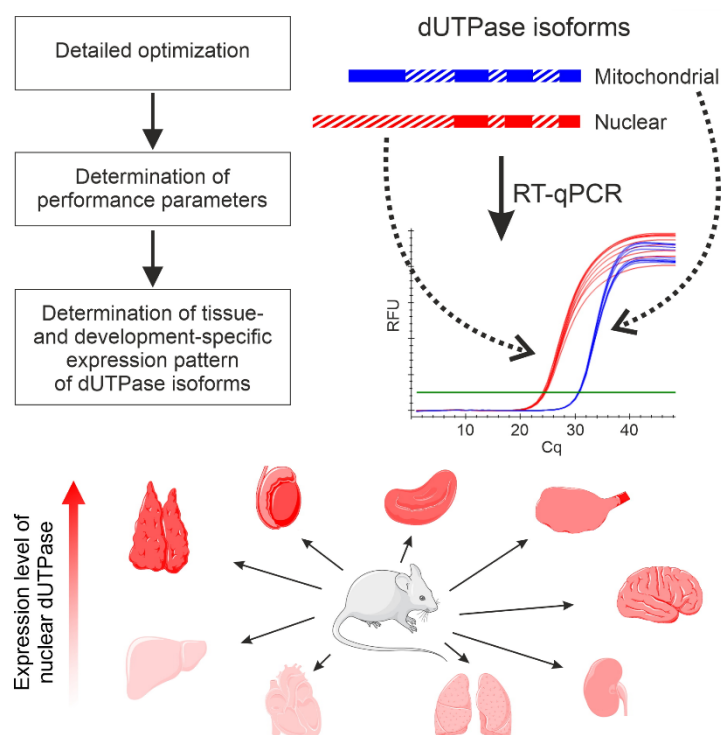 Detailed optimization
Determination of
performance parameters
Determination of tissue-
and development-specific
expression pattern
of dUTPase isoforms
dUTPase isoforms
Mitochondrial
Nuclear
RT-qPCR
RFU
10 20 30 40
Cq
Expression level of
nuclear dUTPase